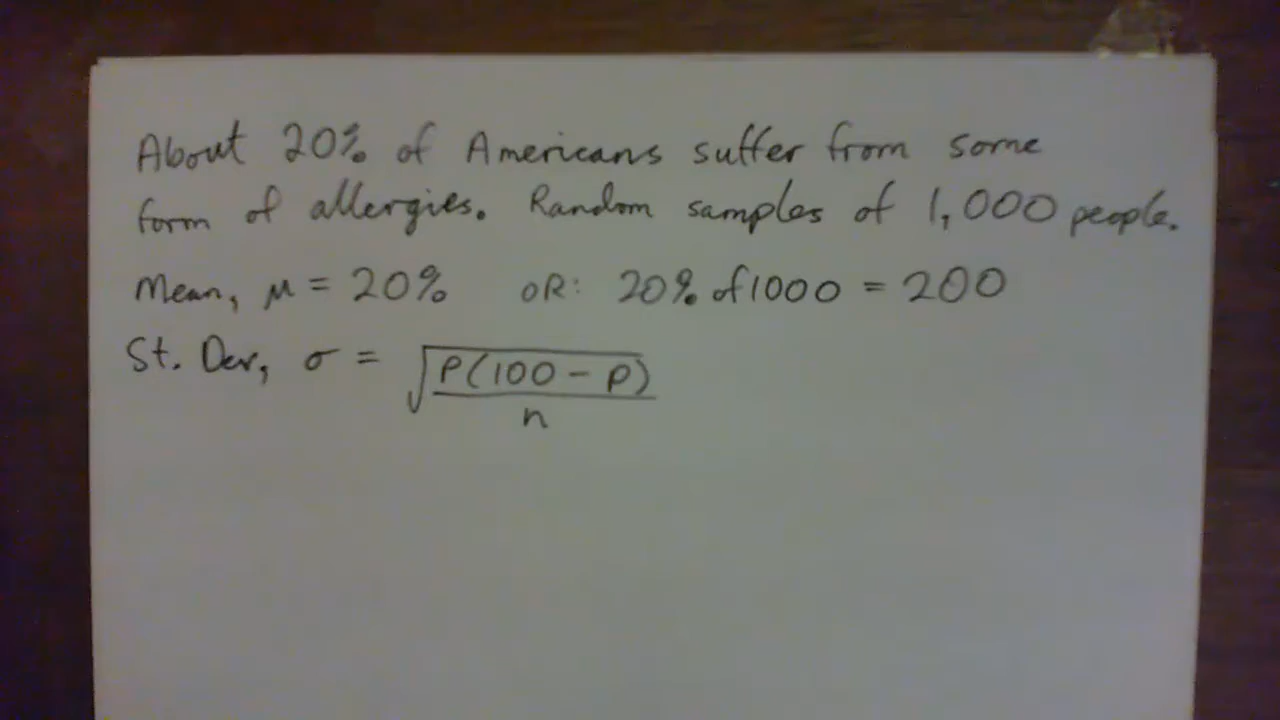 About 20% of Americans suffer from some
form of allergies. Random samples of 1,000 people.
Mean, μ = 20% OR: 20% of 1000 = 200
St. Dev, σ = √(P(100 - P)
n